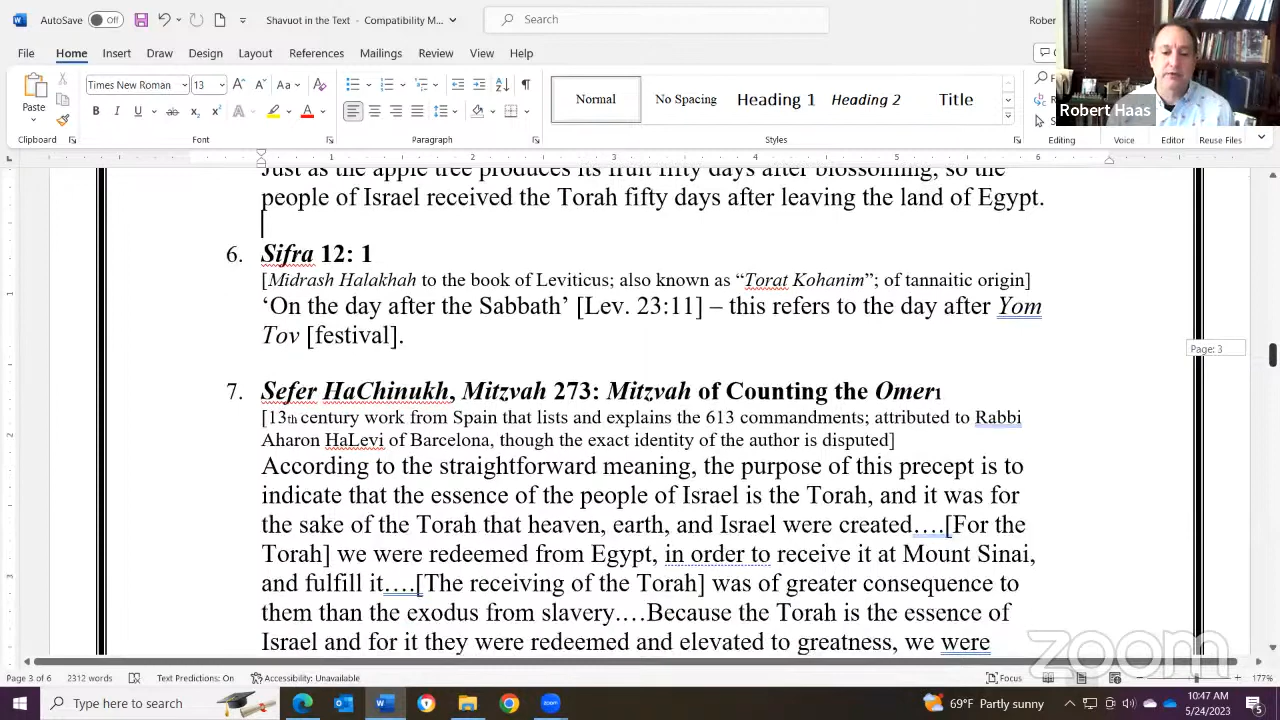 AutoSave Off Shavuot in the Text - Compatibility Mo... Search Rober
File Home Insert Draw Design Layout References Mailings Review View Help
Times New Roman 13
Paste
Normal No Spacing Heading 1 Heading 2 Title
Clipboard Font Paragraph Styles Voice Editor Reuse Files
Robert Haas
Just as the apple tree produces its fruit fifty days after blossoming, so the
people of Israel received the Torah fifty days after leaving the land of Egypt.
6. Sifra 12: 1
[Midrash Halakhah to the book of Leviticus; also known as “Torat Kohanim”; of tannaitic origin]
‘On the day after the Sabbath’ [Lev. 23:11] – this refers to the day after Yom
Tov [festival].
Page: 3
7. Sefer HaChinukh, Mitzvah 273: Mitzvah of Counting the Omer1
[13th century work from Spain that lists and explains the 613 commandments; attributed to Rabbi
Aharon HaLevi of Barcelona, though the exact identity of the author is disputed]
According to the straightforward meaning, the purpose of this precept is to
indicate that the essence of the people of Israel is the Torah, and it was for
the sake of the Torah that heaven, earth, and Israel were created….[For the
Torah] we were redeemed from Egypt, in order to receive it at Mount Sinai,
and fulfill it….[The receiving of the Torah] was of greater consequence to
them than the exodus from slavery….Because the Torah is the essence of
Israel and for it they were redeemed and elevated to greatness, we were
zoom
Page 3 of 6 2312 words Text Predictions: On Accessibility: Unavailable Focus 177%
Type here to search 69°F Partly sunny 10:47 AM
5/24/2023 5